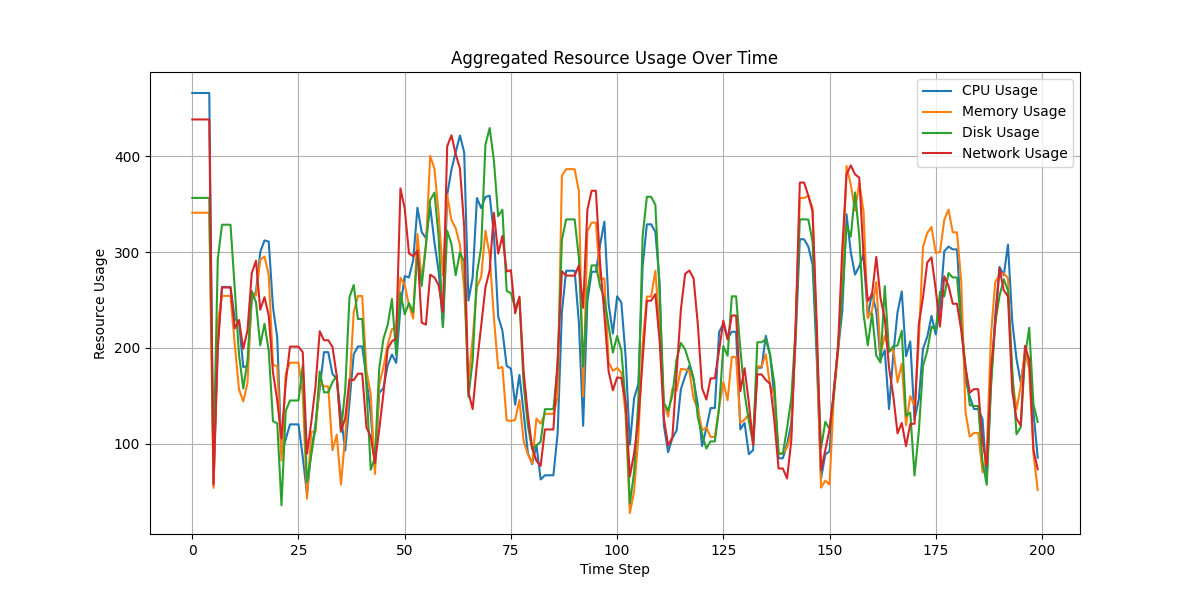 Aggregated Resource Usage Over Time
CPU Usage
Memory Usage
Disk Usage
Network Usage
Resource Usage
400
300
200
100
0 25 50 75 100 125 150 175 200
Time Step